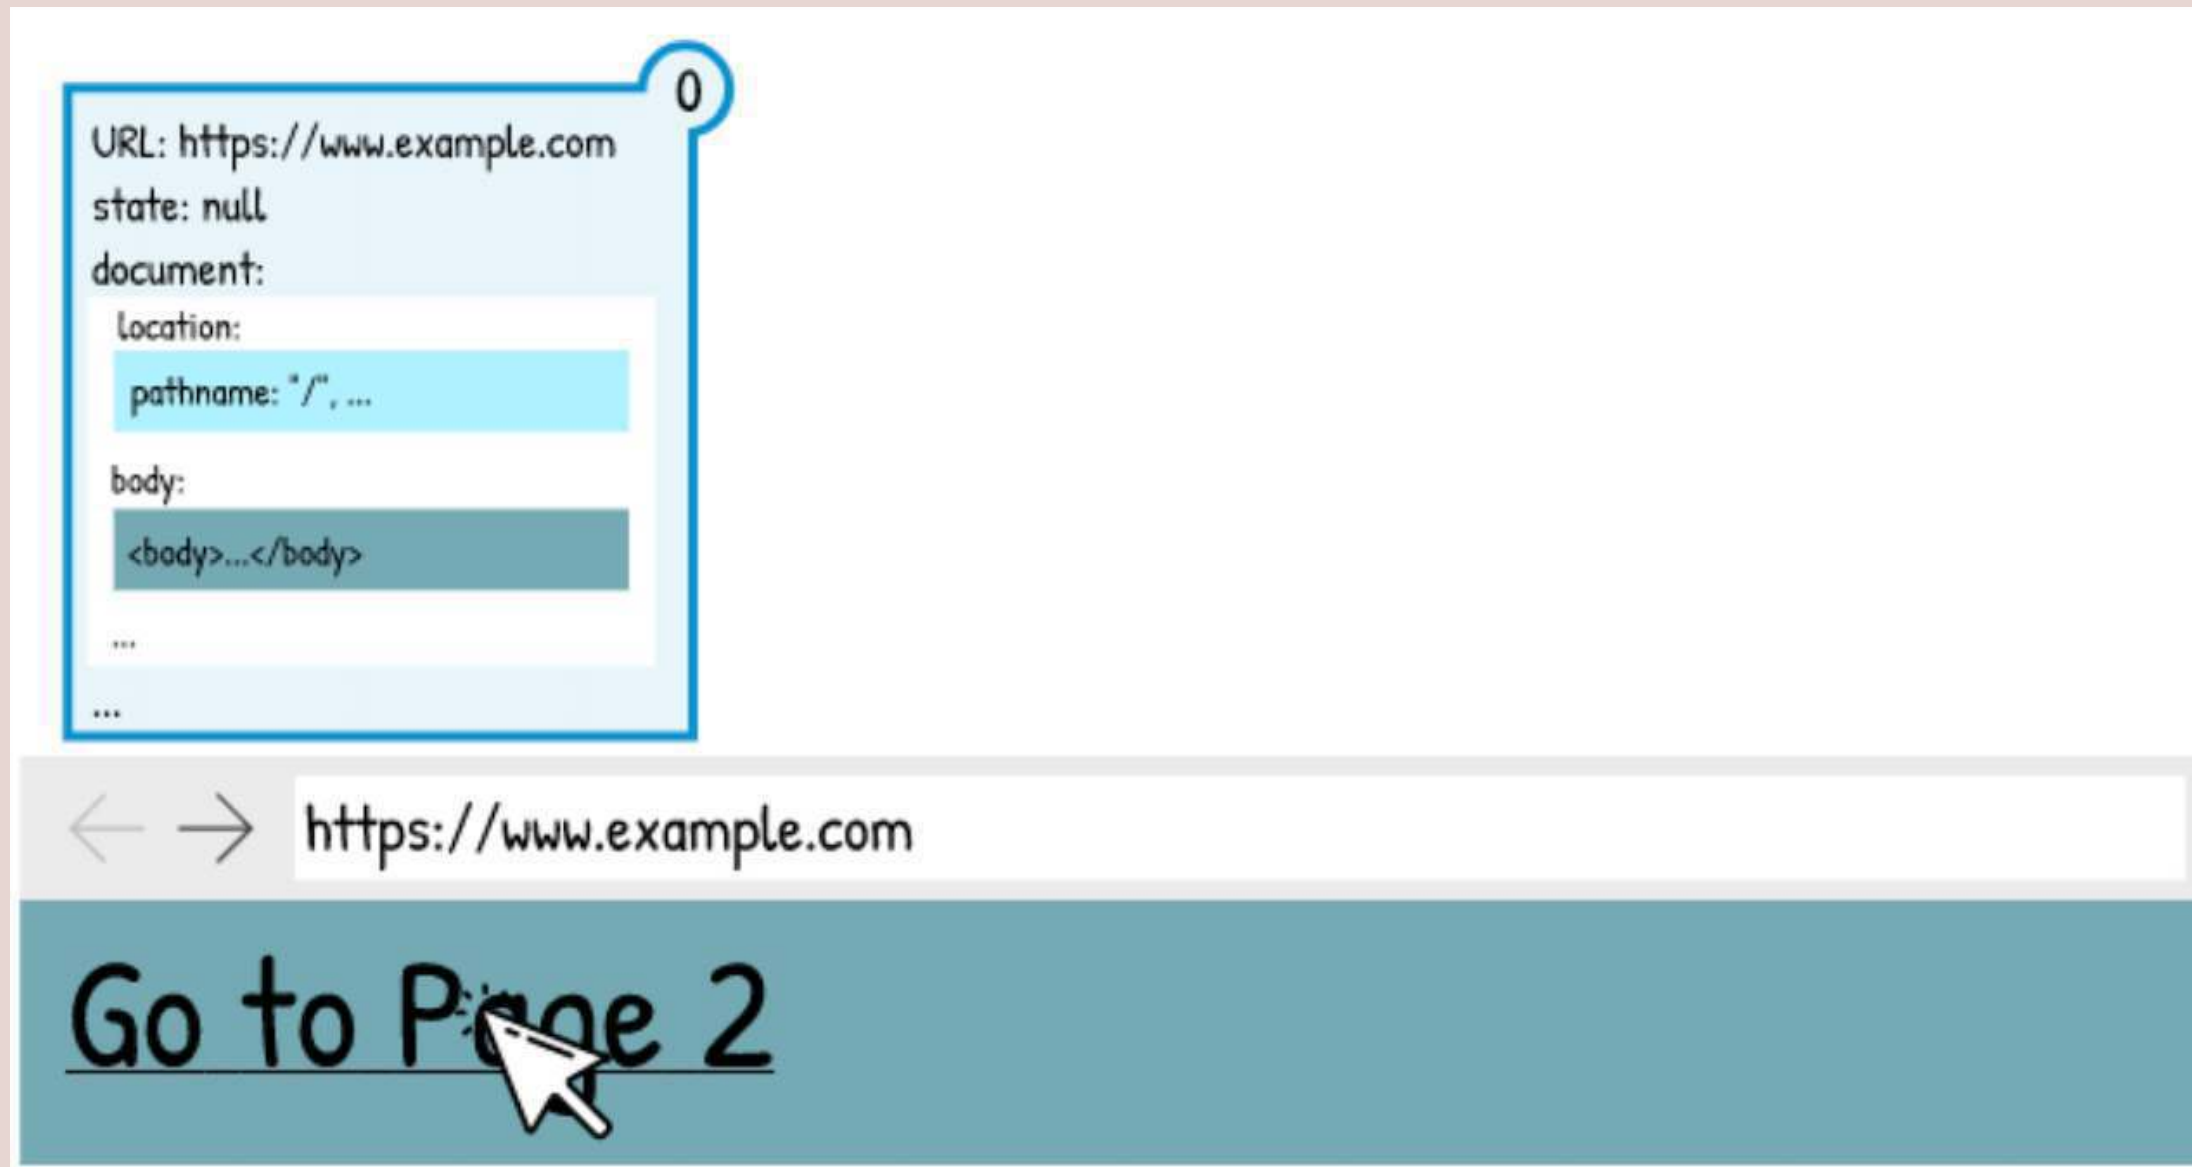 0
URL: https://www.example.com
state: null
document:
location:
pathname: "/", ...
body:
<body>...</body>
...
...
https://www.example.com
Go to Page 2